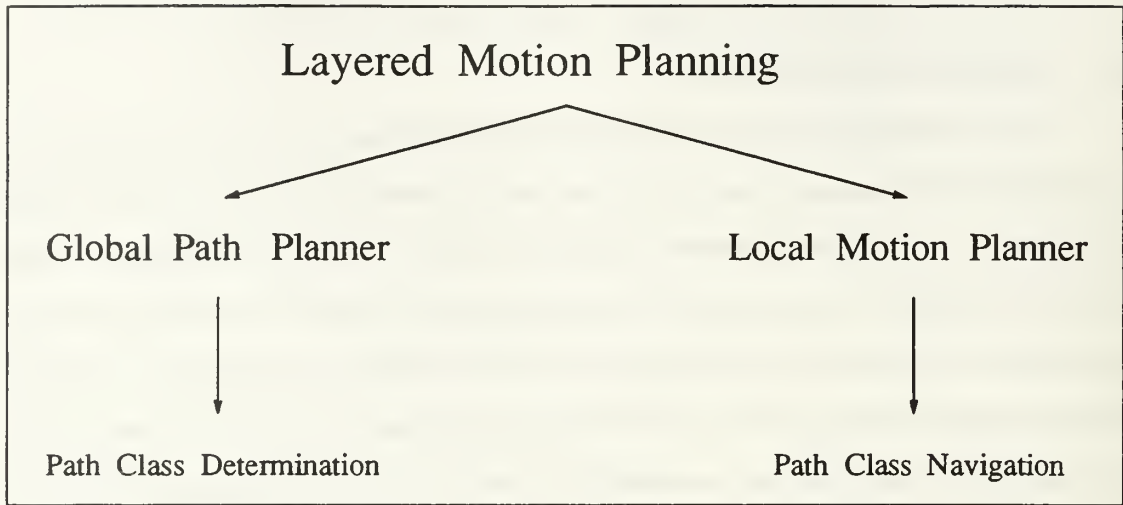 Layered Motion Planning
Global Path Planner
Local Motion Planner
Path Class Determination
Path Class Navigation